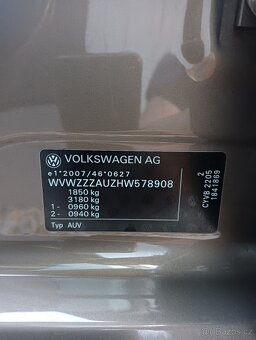 VOLKSWAGEN AG
e1*2007/46*0627
WVWZZZAUZHW578908
1850 kg
3180 kg
1- 0960 kg
2- 0940 kg
Typ AUV
2
CYVB 2205
1841869